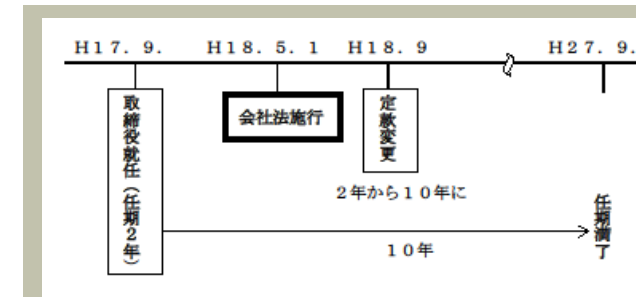 H17.9.
H18.5.1
H18.9
H27.9.
取締役就任(任期2年)
会社法施行
定款変更
2年から10年に
10年
任期満了